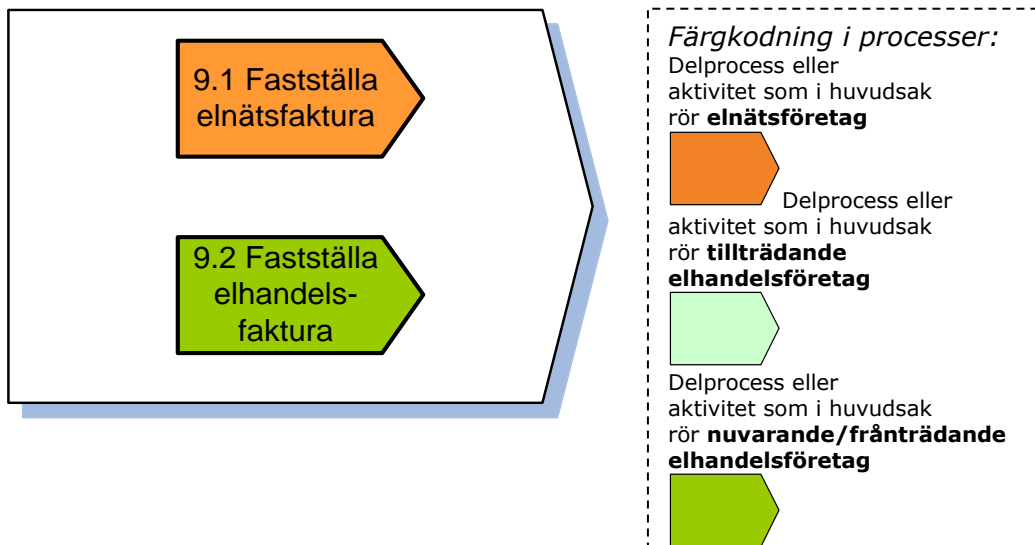 9.1 Fastställa
elnätsfaktura
9.2 Fastställa
elhandels-
faktura
Färgkodning i processer:
Delprocess eller
aktivitet som i huvudsak
rör elnätsföretag
Delprocess eller
aktivitet som i huvudsak
rör tillträdande
elhandelsföretag
Delprocess eller
aktivitet som i huvudsak
rör nuvarande/frånträdande
elhandelsföretag